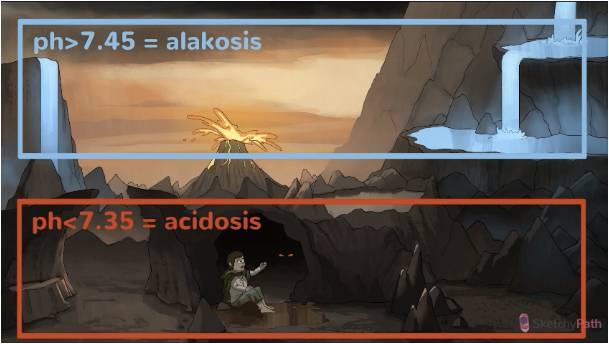 ph>7.45 = alakosis
ph<7.35 = acidosis
SketchyPath